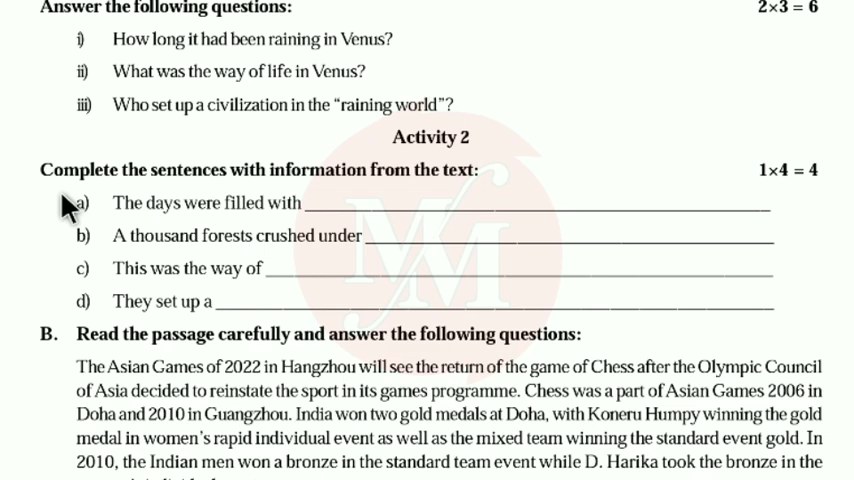 Answer the following questions: 2×3 = 6
i) How long it had been raining in Venus?
ii) What was the way of life in Venus?
iii) Who set up a civilization in the “raining world”?
Activity 2
Complete the sentences with information from the text: 1×4 = 4
a) The days were filled with
b) A thousand forests crushed under
c) This was the way of
d) They set up a
B. Read the passage carefully and answer the following questions:
The Asian Games of 2022 in Hangzhou will see the return of the game of Chess after the Olympic Council
of Asia decided to reinstate the sport in its games programme. Chess was a part of Asian Games 2006 in
Doha and 2010 in Guangzhou. India won two gold medals at Doha, with Koneru Humpy winning the gold
medal in women’s rapid individual event as well as the mixed team winning the standard event gold. In
2010, the Indian men won a bronze in the standard team event while D. Harika took the bronze in the